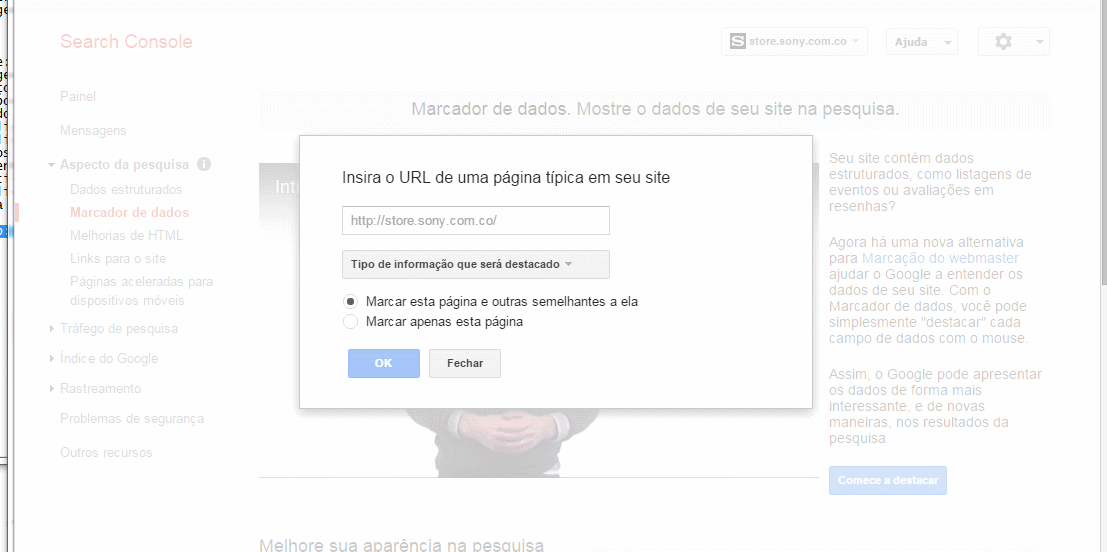 Search Console
store.sony.com.co
Ajuda
Painel
Mensagens
Aspecto da pesquisa
Dados estruturados
Marcador de dados
Melhorias de HTML
Links para o site
Páginas aceleradas para
dispositivos móveis
Tráfego de pesquisa
Índice do Google
Rastreamento
Problemas de segurança
Outros recursos
Marcador de dados. Mostre o dados de seu site na pesquisa.
Insira o URL de uma página típica em seu site
http://store.sony.com.co/
Tipo de informação que será destacado
Marcar esta página e outras semelhantes a ela
Marcar apenas esta página
OK
Fechar
Seu site contém dados
estruturados, como listagens de
eventos ou avaliações em
resenhas?
Agora há uma nova alternativa
para Marcação do webmaster
ajudar o Google a entender os
dados de seu site. Com o
Marcador de dados, você pode
simplesmente "destacar" cada
campo de dados com o mouse.
Assim, o Google pode apresentar
os dados de forma mais
interessante, e de novas
maneiras, nos resultados da
pesquisa.
Comece a destacar
Melhore sua aparência na pesquisa